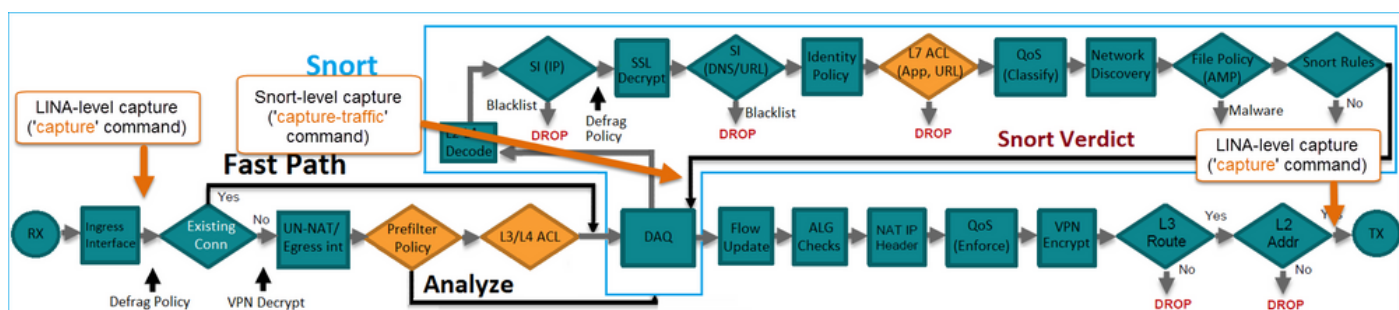 Snort
SI (IP)
SSL
Decrypt
SI
(DNS/URL)
Identity
Policy
L7 ACL
(App, URL)
QoS
(Classify)
Network
Discovery
File Policy
(AMP)
Snort Rules
LINA-level capture
('capture' command)
Snort-level capture
('capture-traffic'
command)
Blacklist
DROP
Defrag
Policy
Blacklist
DROP
DROP
Malware
No
Decode
Snort Verdict
LINA-level capture
('capture' command)
Fast Path
Yes
RX
Ingress
Interface
Existing
Conn
No
UN-NAT/
Egress int
Prefilter
Policy
L3/L4 ACL
DAQ
Flow
Update
ALG
Checks
NAT IP
Header
QoS
(Enforce)
VPN
Encrypt
L3
Route
Yes
L2
Addr
TX
Defrag Policy
VPN Decrypt
Analyze
No
DROP
No
DROP